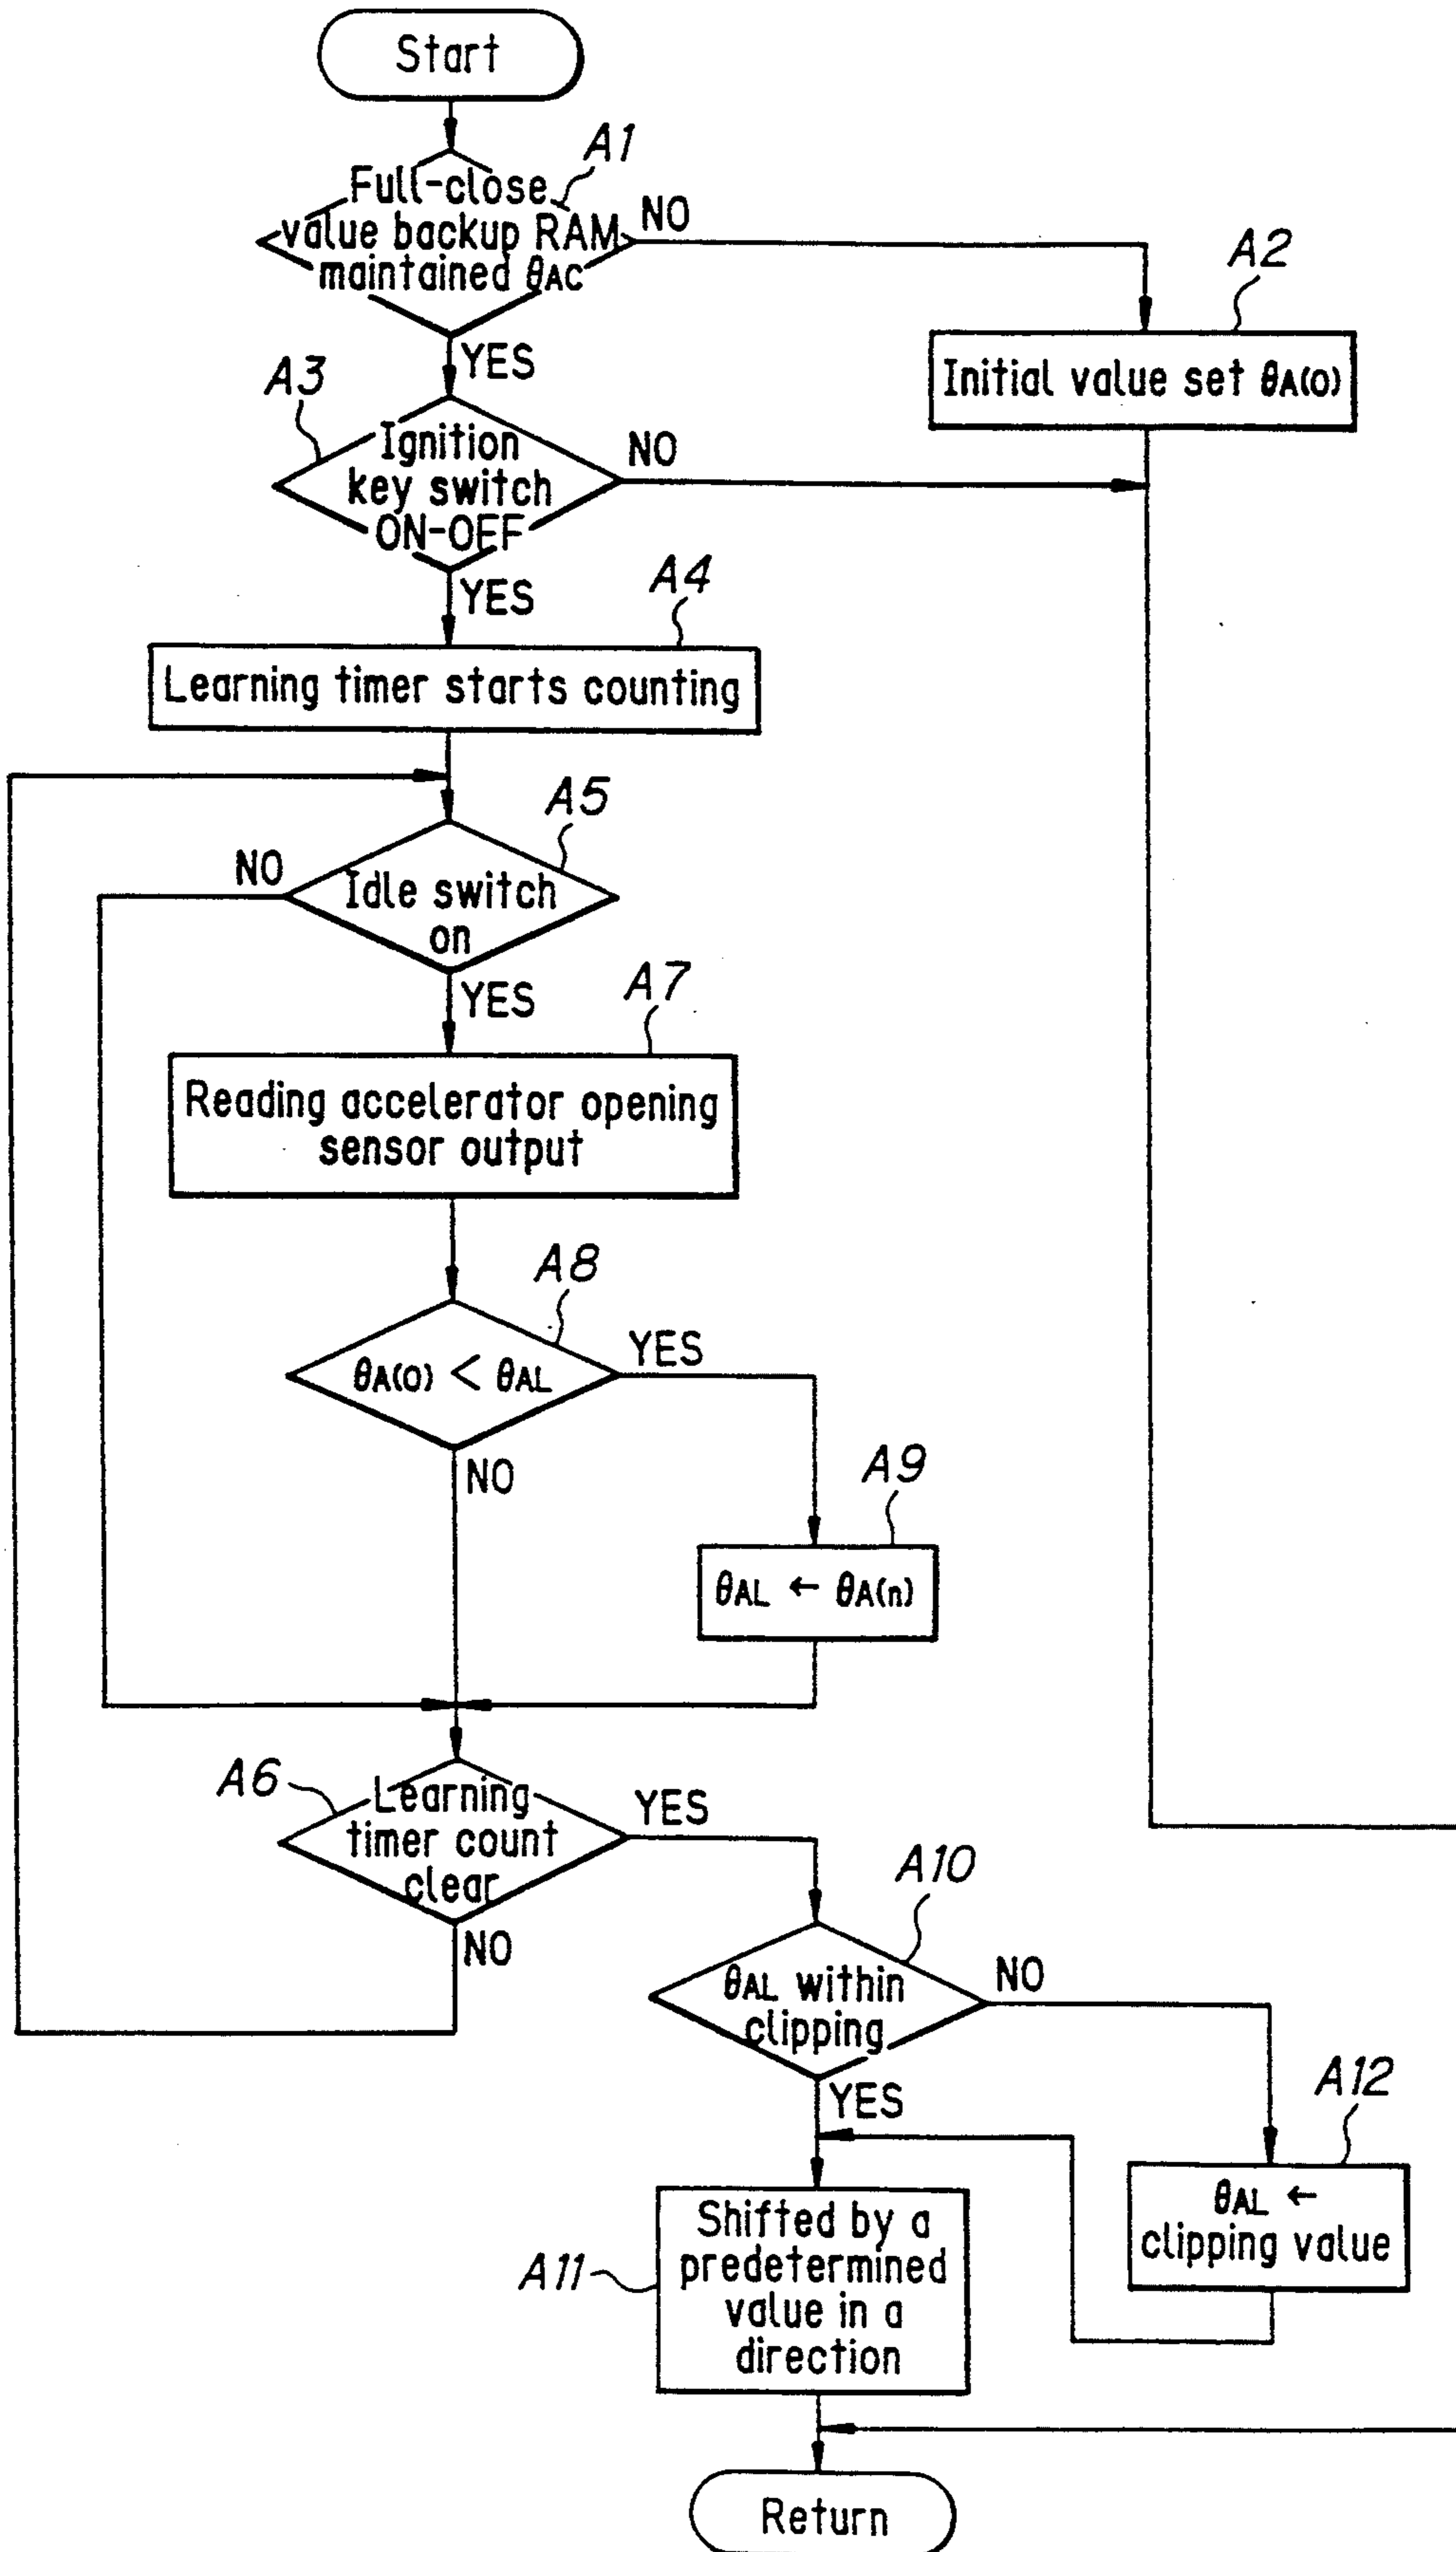 Start
A1
Full-close
value backup RAM
maintained θAC
NO
A2
Initial value set θA(0)
YES
A3
Ignition
key switch
ON-OFF
NO
YES
A4
Learning timer starts counting
A5
NO
Idle switch
on
YES
A7
Reading accelerator opening
sensor output
A8
θA(0) < θAL
YES
NO
A9
θAL ← θA(n)
A6
Learning
timer count
clear
YES
NO
A10
θAL within
clipping
NO
YES
A12
θAL ←
clipping value
A11
Shifted by a
predetermined
value in a
direction
Return